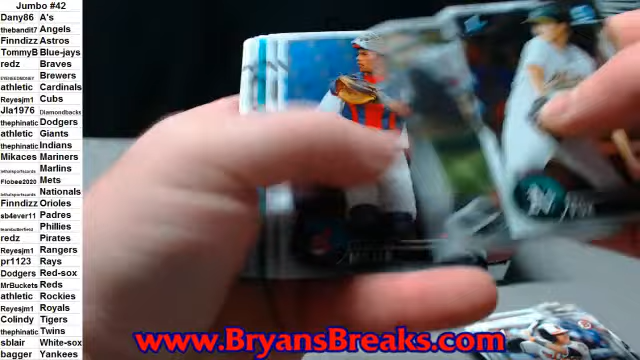 Jumbo #42
Dany86 A's
thebandit7 Angels
Finndizz Astros
TommyB Blue-jays
redz Braves
Brewers
athletic Cardinals
Reyesjm1 Cubs
Jla1976 Diamondbacks
thephinatic Dodgers
athletic Giants
thephinatic Indians
Mikaces Mariners
lethalsportscards Marlins
Flobee2020 Mets
lethalsportscards Nationals
Finndizz Orioles
sb4ever11 Padres
Phillies
redz Pirates
Reyesjm1 Rangers
pr1123 Rays
Dodgers Red-sox
MrBuckets Reds
athletic Rockies
Reyesjm1 Royals
Colindy Tigers
thephinatic Twins
sblair White-sox
bagger Yankees
www.BryansBreaks.com